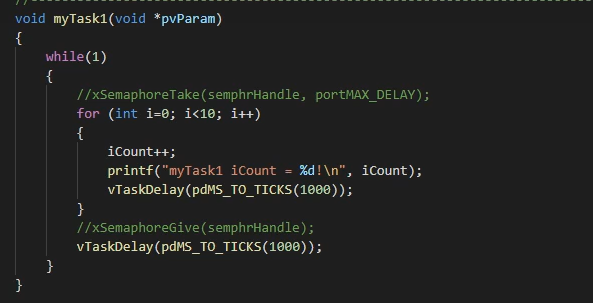 void myTask1(void *pvParam)
{
    while(1)
    {
        //xSemaphoreTake(semphrHandle, portMAX_DELAY);
        for (int i=0; i<10; i++)
        {
            iCount++;
            printf("myTask1 iCount = %d!\n", iCount);
            vTaskDelay(pdMS_TO_TICKS(1000));
        }
        //xSemaphoreGive(semphrHandle);
        vTaskDelay(pdMS_TO_TICKS(1000));
    }
}